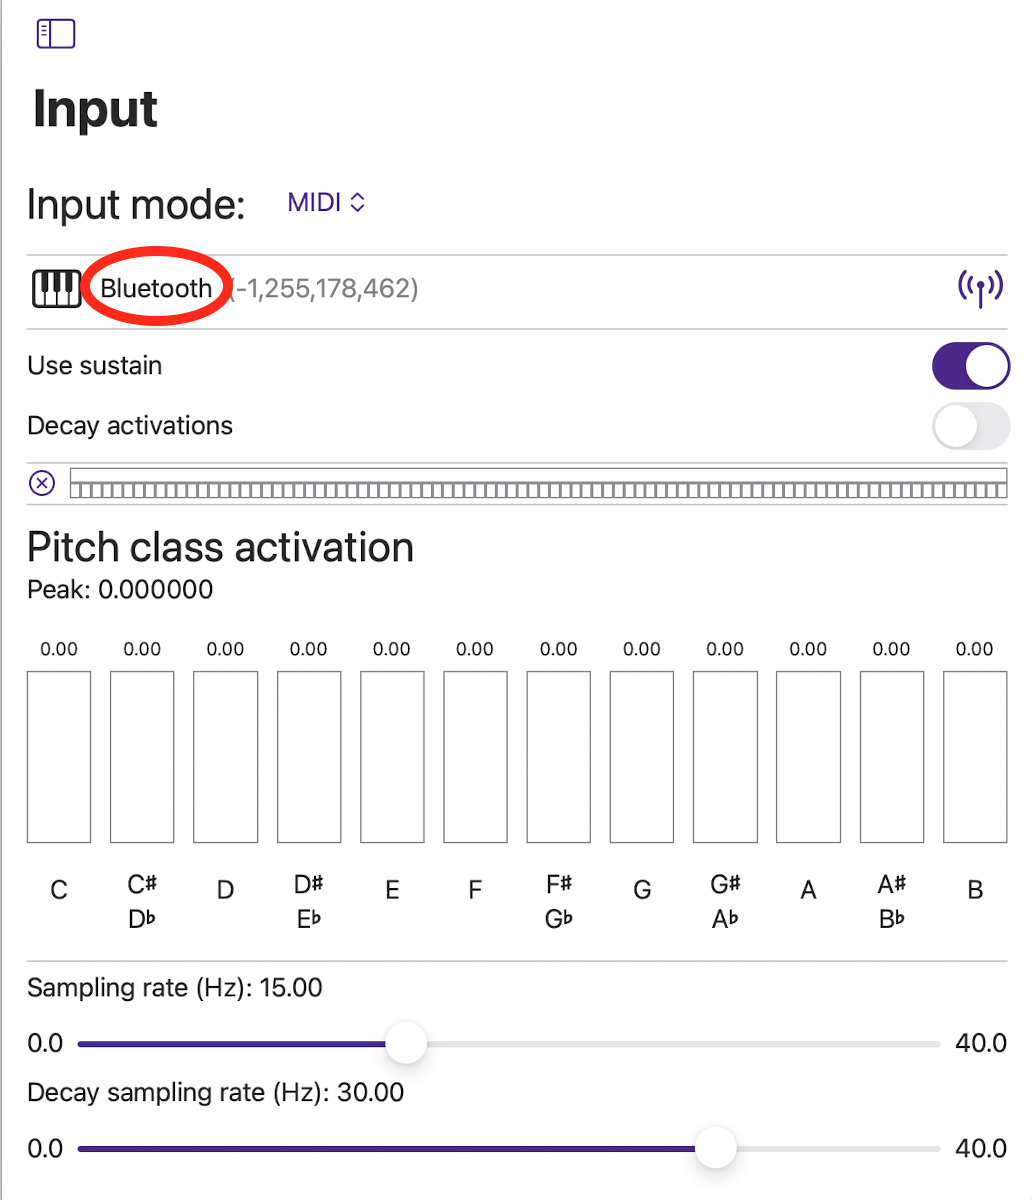 Input
Input mode: MIDI
Bluetooth (-1,255,178,462)
Use sustain
Decay activations
Pitch class activation
Peak: 0.000000
0.00 0.00 0.00 0.00 0.00 0.00 0.00 0.00 0.00 0.00 0.00 0.00
C C# D D# E F F# G G# A A# B
D♭ E♭ G♭ A♭ B♭
Sampling rate (Hz): 15.00
0.0 40.0
Decay sampling rate (Hz): 30.00
0.0 40.0